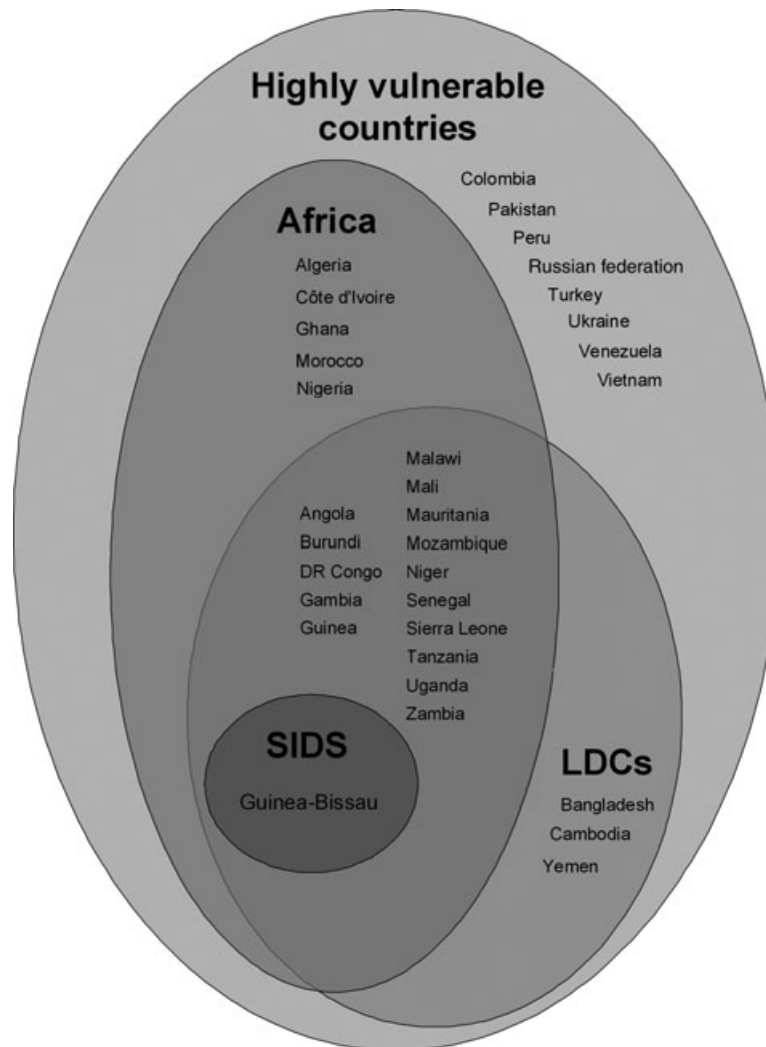 Highly vulnerable
countries
Colombia
Pakistan
Peru
Russian federation
Turkey
Ukraine
Venezuela
Vietnam
Africa
Algeria
Côte d'Ivoire
Ghana
Morocco
Nigeria
Angola
Burundi
DR Congo
Gambia
Guinea
Malawi
Mali
Mauritania
Mozambique
Niger
Senegal
Sierra Leone
Tanzania
Uganda
Zambia
SIDS
Guinea-Bissau
LDCs
Bangladesh
Cambodia
Yemen